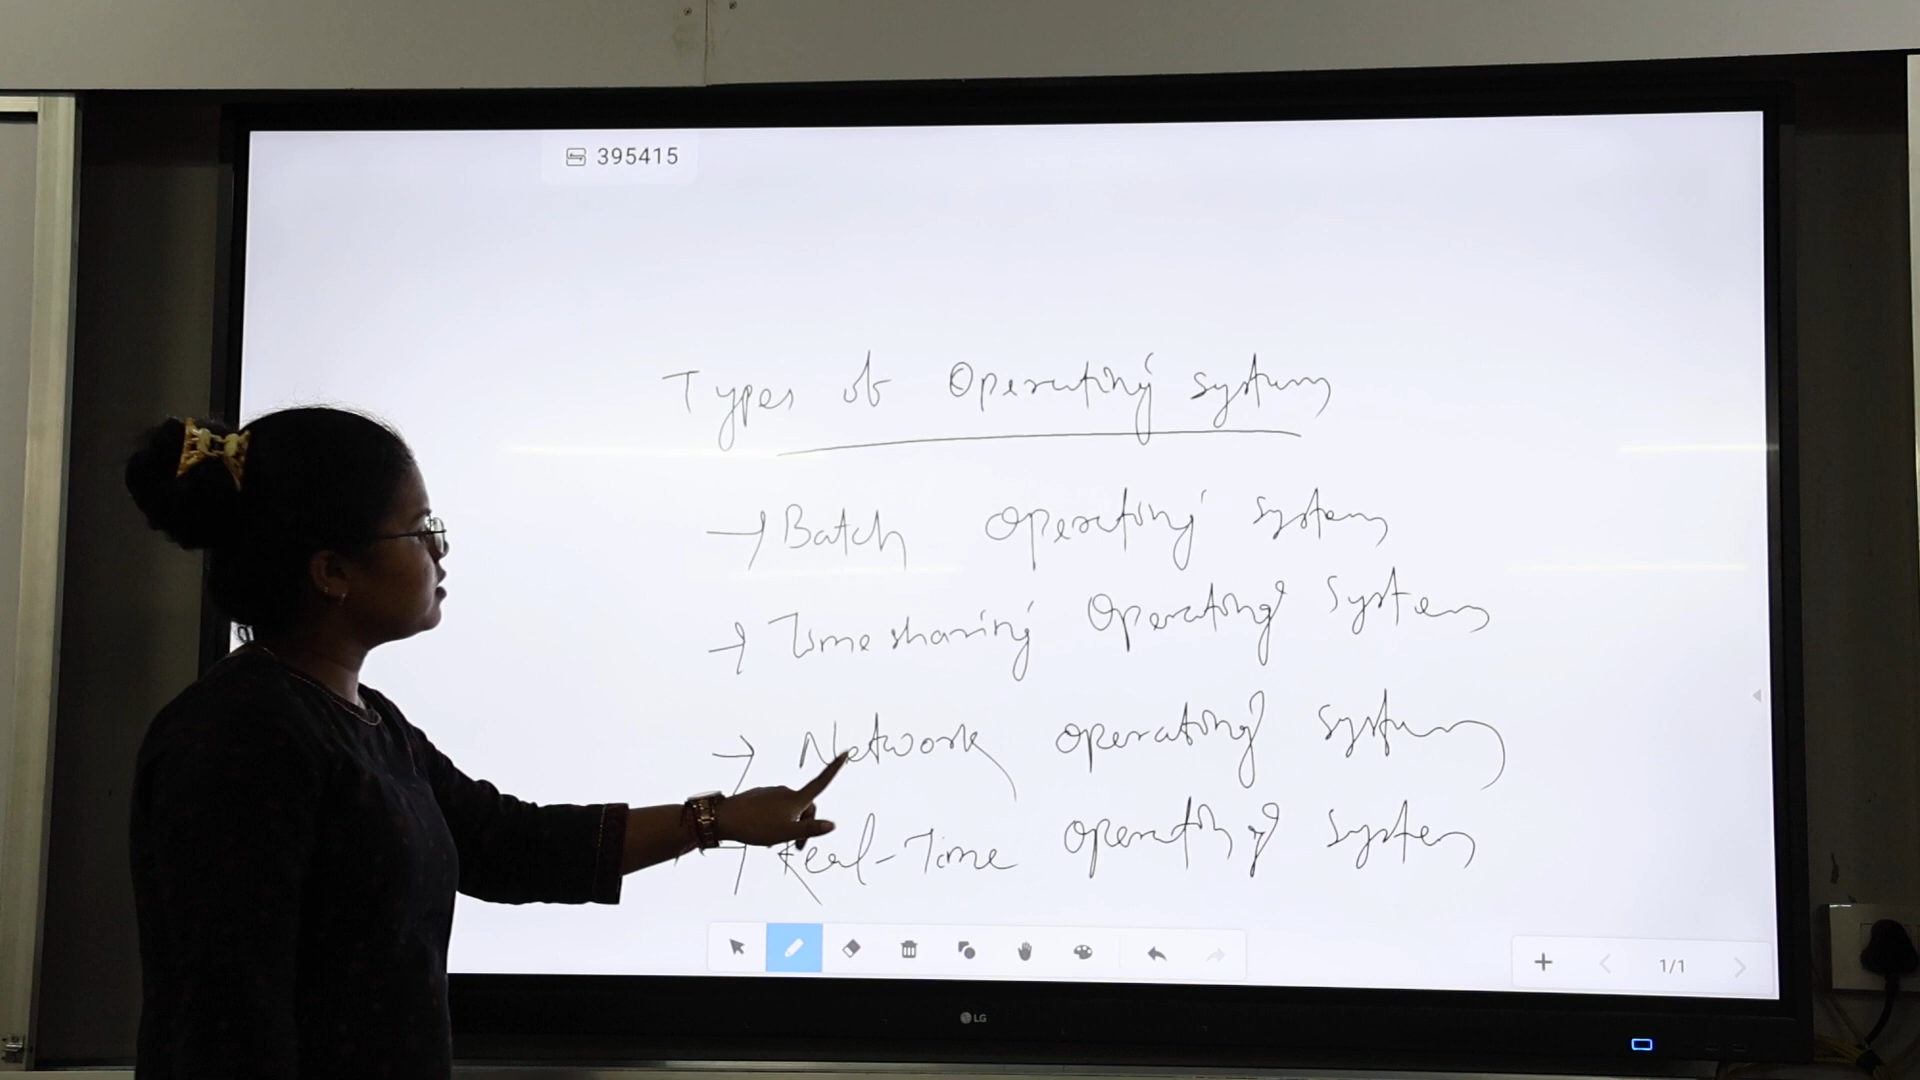 395415
Types of Operating system
→ Batch operating system
→ Time sharing Operating System
→ Network operating system
→ Real-Time operating system
1/1
LG